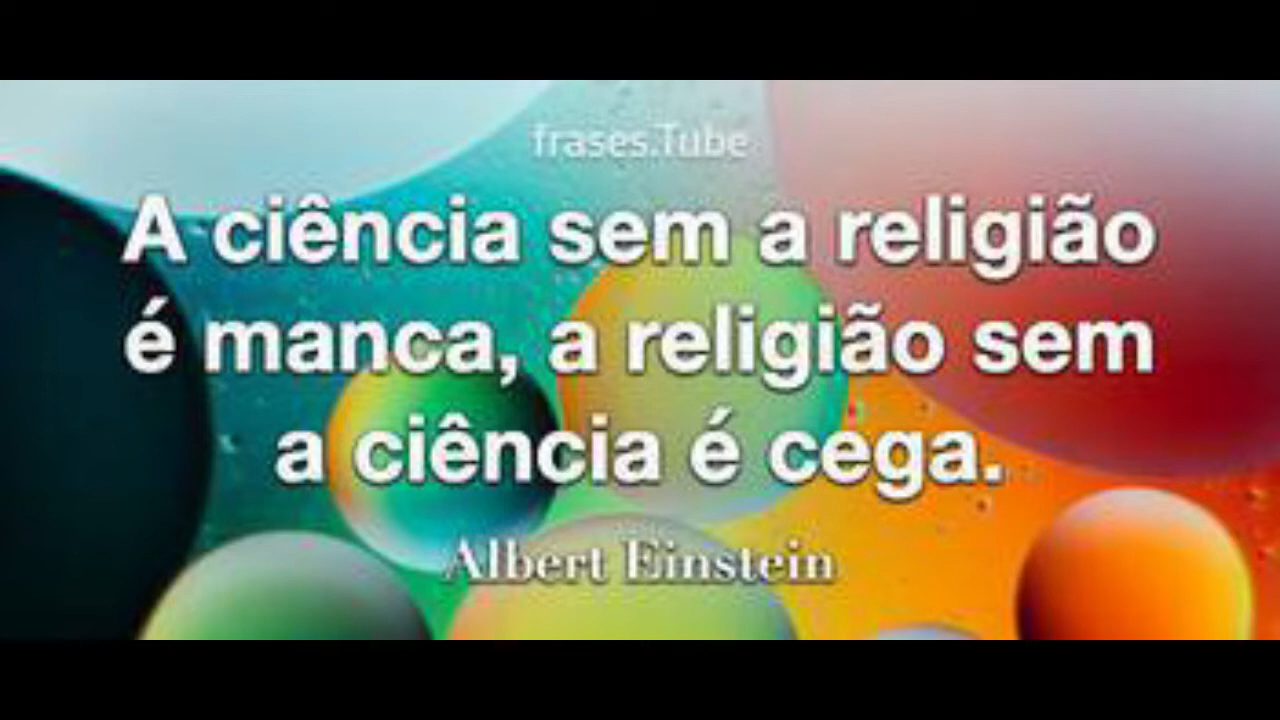 frases.Tube
A ciência sem a religião
é manca, a religião sem
a ciência é cega.
Albert Einstein